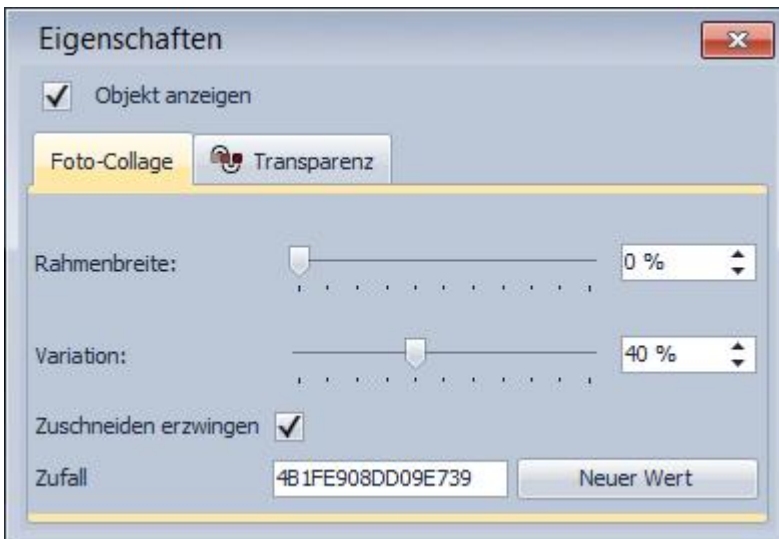 Eigenschaften
Objekt anzeigen
Foto-Collage Transparenz
Rahmenbreite: 0 %
Variation: 40 %
Zuschneiden erzwingen
Zufall 4B1FE908DD09E739 Neuer Wert